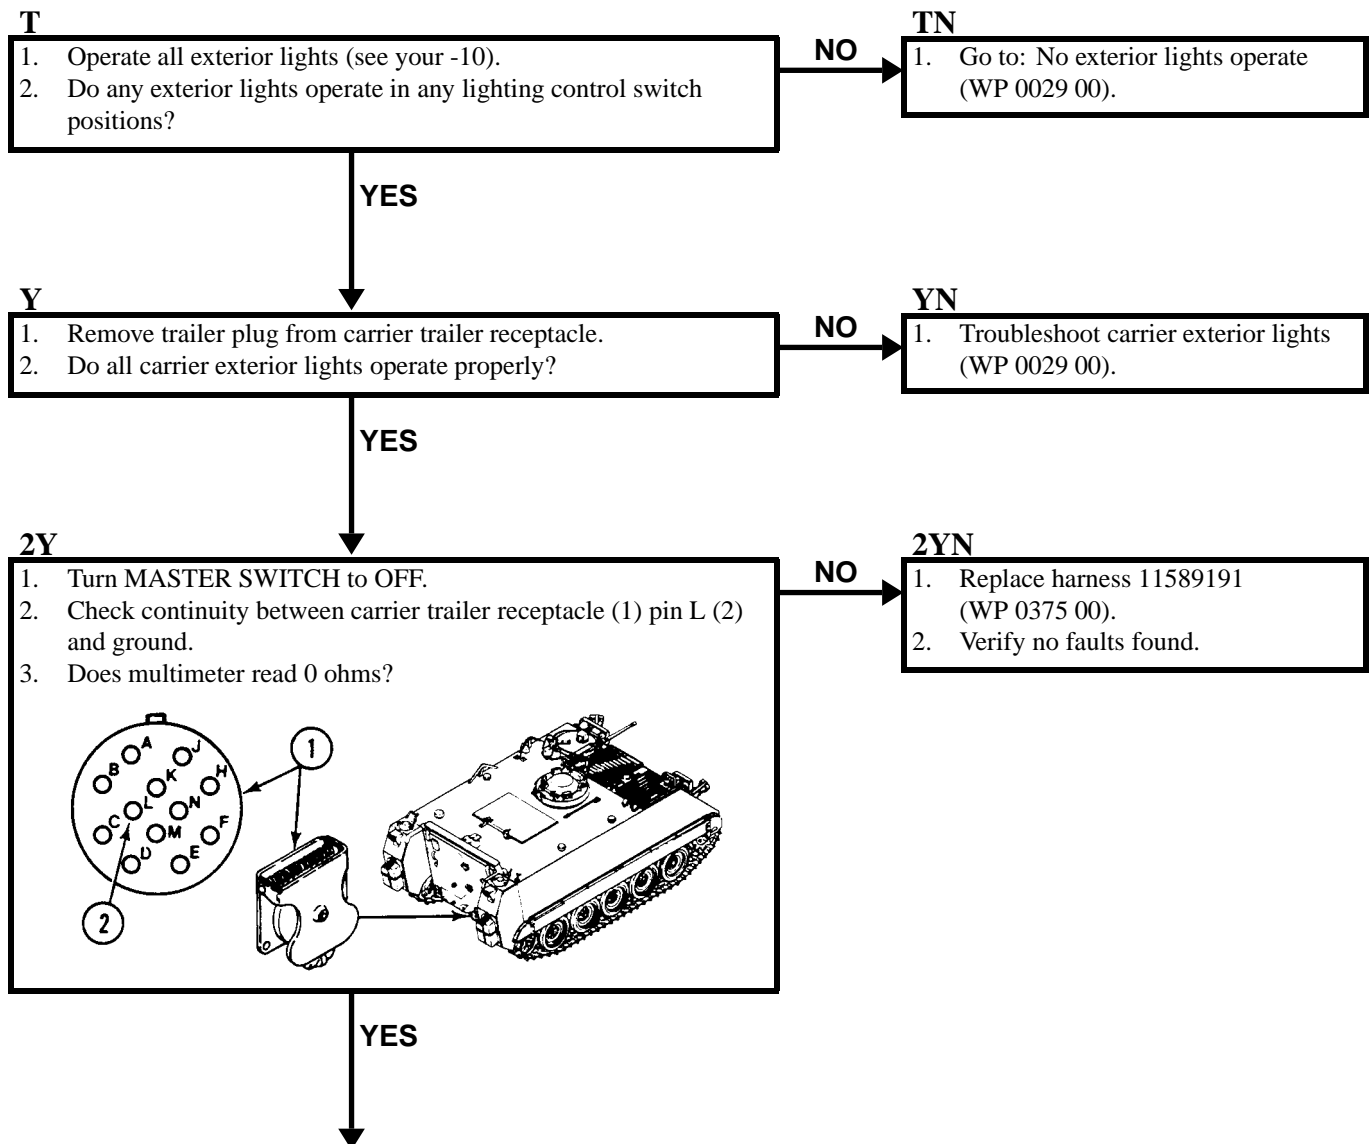 T
1. Operate all exterior lights (see your -10).
2. Do any exterior lights operate in any lighting control switch
positions?
NO
TN
1. Go to: No exterior lights operate
(WP 0029 00).
YES
Y
1. Remove trailer plug from carrier trailer receptacle.
2. Do all carrier exterior lights operate properly?
NO
YN
1. Troubleshoot carrier exterior lights
(WP 0029 00).
YES
2Y
1. Turn MASTER SWITCH to OFF.
2. Check continuity between carrier trailer receptacle (1) pin L (2)
and ground.
3. Does multimeter read 0 ohms?
NO
2YN
1. Replace harness 11589191
(WP 0375 00).
2. Verify no faults found.
A
J
B
K
H
L
N
C
M
F
D
E
1
2
YES